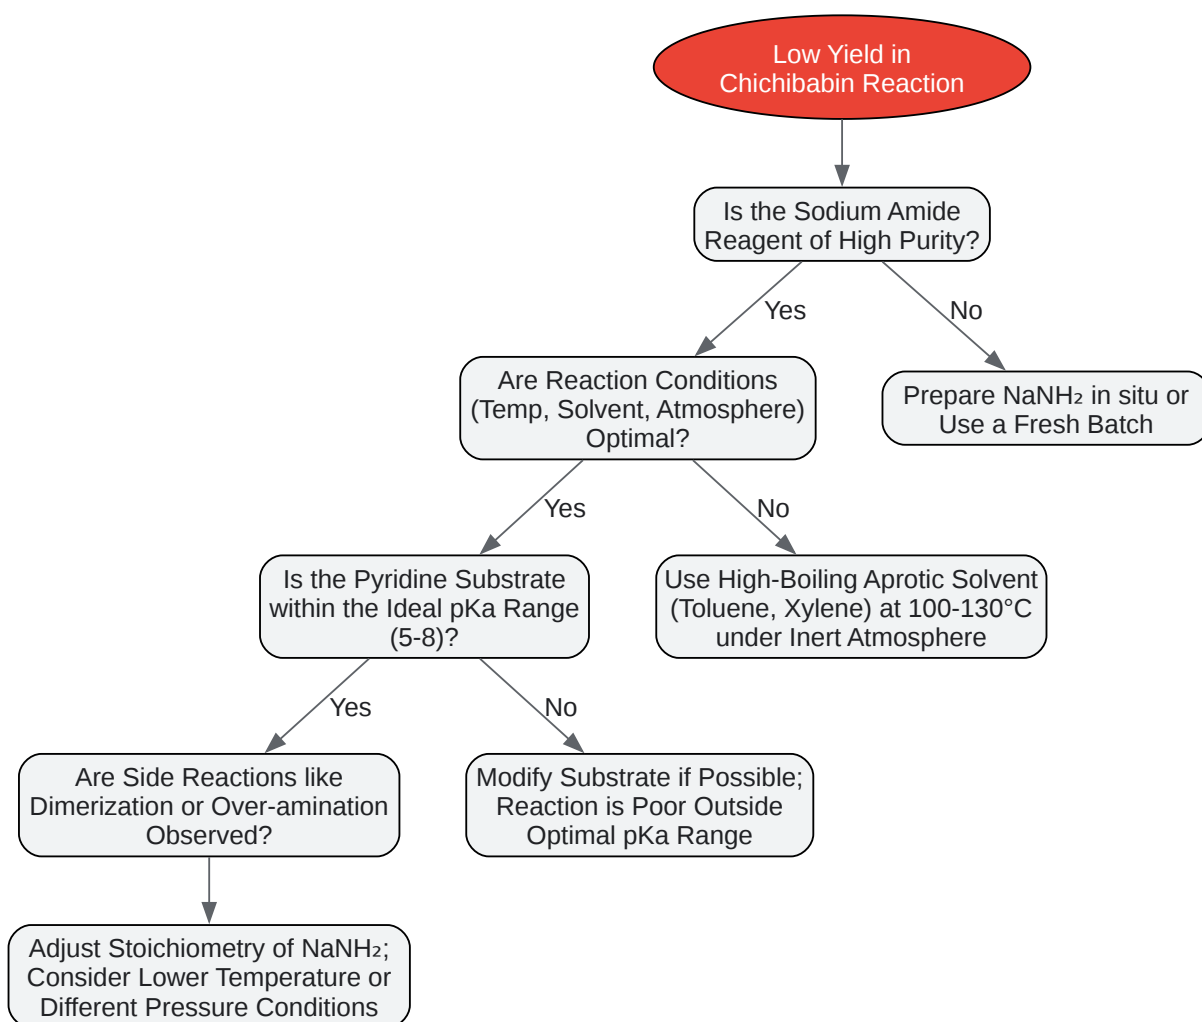 Low Yield in
Chichibabin Reaction
Is the Sodium Amide
Reagent of High Purity?
Yes
No
Are Reaction Conditions
(Temp, Solvent, Atmosphere)
Optimal?
Prepare NaNH₂ in situ or
Use a Fresh Batch
Yes
No
Is the Pyridine Substrate
within the Ideal pKa Range
(5-8)?
Use High-Boiling Aprotic Solvent
(Toluene, Xylene) at 100-130°C
under Inert Atmosphere
Yes
No
Are Side Reactions like
Dimerization or Over-amination
Observed?
Modify Substrate if Possible;
Reaction is Poor Outside
Optimal pKa Range
Adjust Stoichiometry of NaNH₂;
Consider Lower Temperature or
Different Pressure Conditions